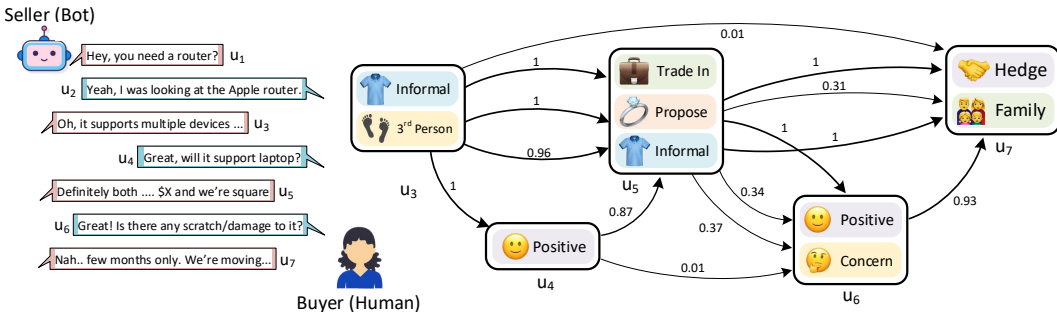 Seller (Bot)
Hey, you need a router? u1
u2 Yeah, I was looking at the Apple router.
Oh, it supports multiple devices ... u3
u4 Great, will it support laptop?
Definitely both .... $X and we're square u5
u6 Great! Is there any scratch/damage to it?
Nah.. few months only. We're moving... u7
Buyer (Human)
Informal
3rd Person
u3
Positive
u4
Trade In
Propose
Informal
u5
Positive
Concern
u6
Hedge
Family
u7
0.01
1
1
0.96
1
0.87
0.01
1
0.31
1
1
0.34
0.37
0.93